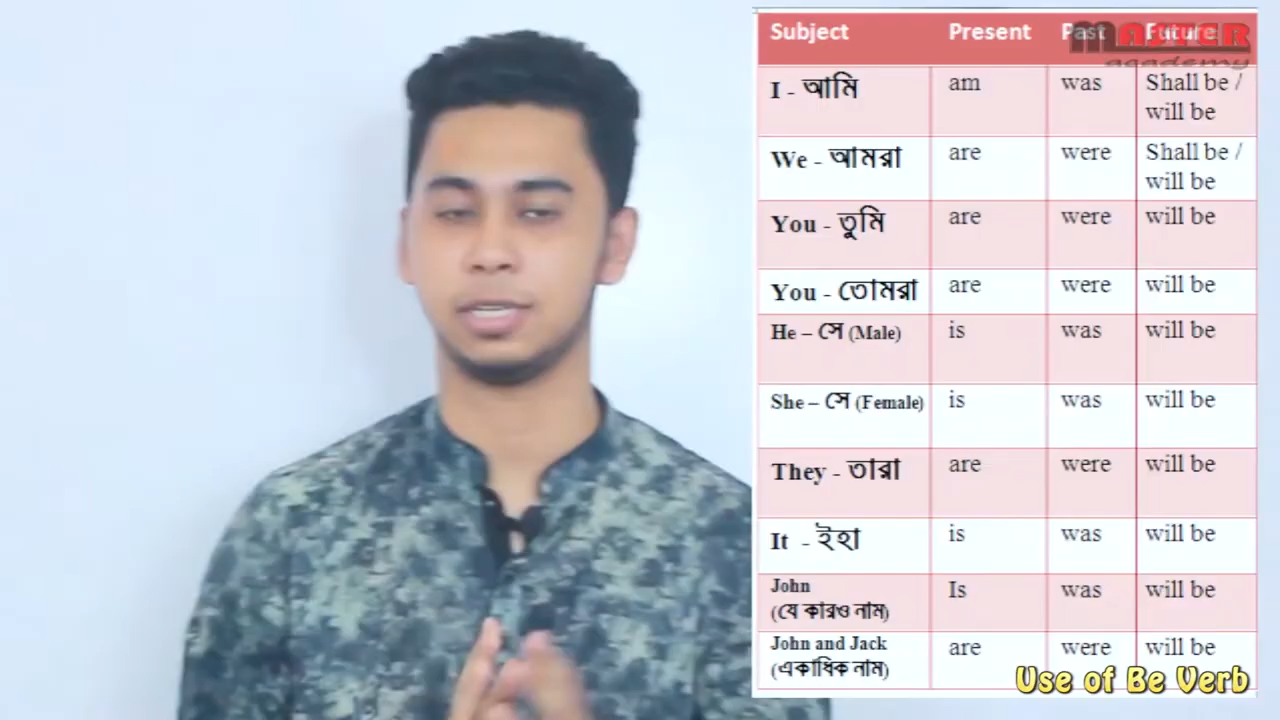 Subject Present Past Future
MASTER
academy
I - আমি am was Shall be /
will be
We - আমরা are were Shall be /
will be
You - তুমি are were will be
You - তোমরা are were will be
He – সে (Male) is was will be
She – সে (Female) is was will be
They - তারা are were will be
It - ইহা is was will be
John Is was will be
(যে কারও নাম)
John and Jack are were will be
(একাধিক নাম)
Use of Be Verb